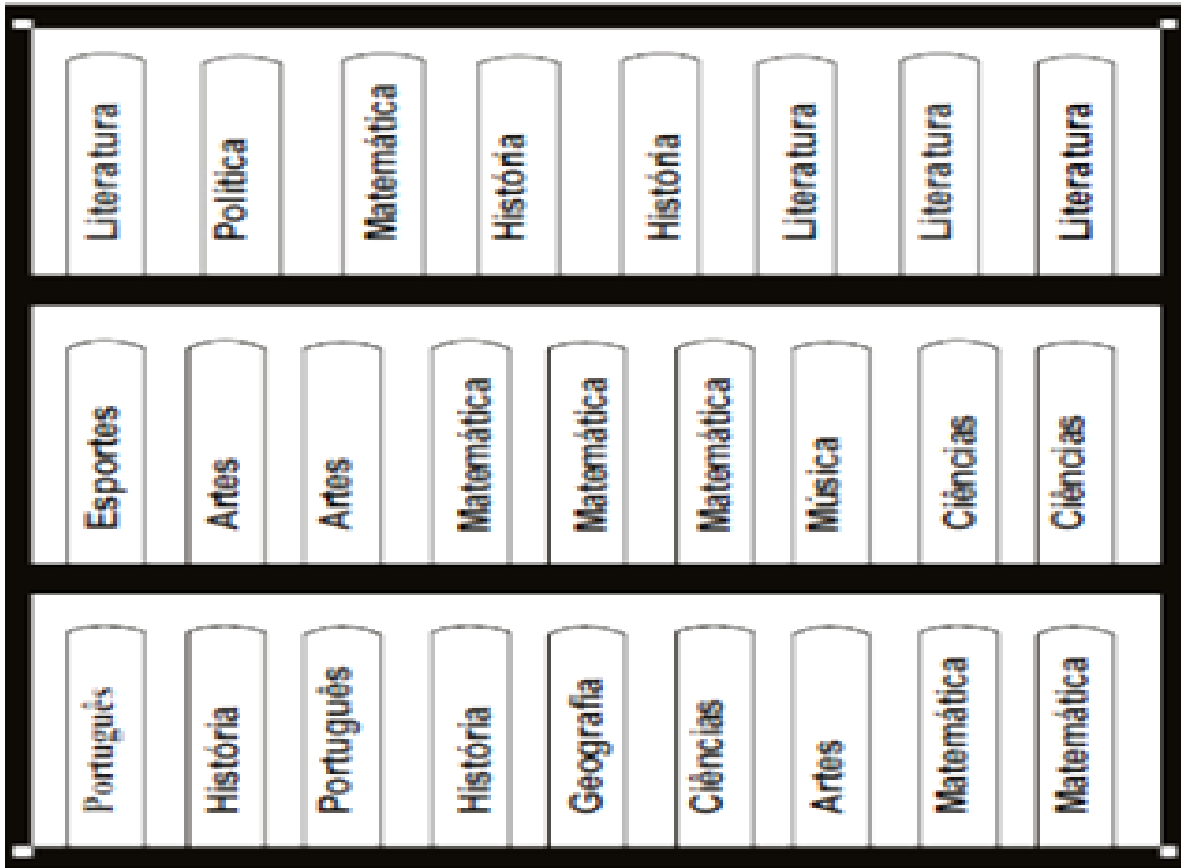 Literatura
Política
Matemática
História
História
Literatura
Literatura
Literatura
Esportes
Artes
Artes
Matemática
Matemática
Matemática
Música
Ciências
Ciências
Português
História
Português
História
Geografia
Ciências
Artes
Matemática
Matemática